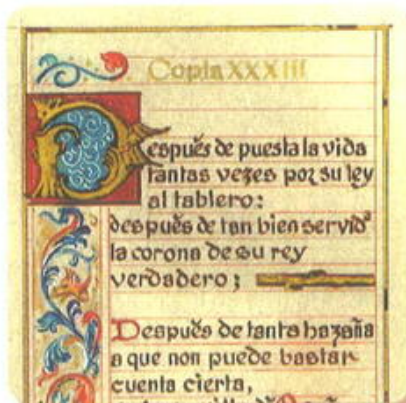 Copla XXXIII
Después de puesta la vida
tantas vezes por su ley
al tablero:
después de tan bien servidᵒ
la corona de su rey
verdadero;
Después de tanta hazaña
a que non puede bastar
cuenta cierta,